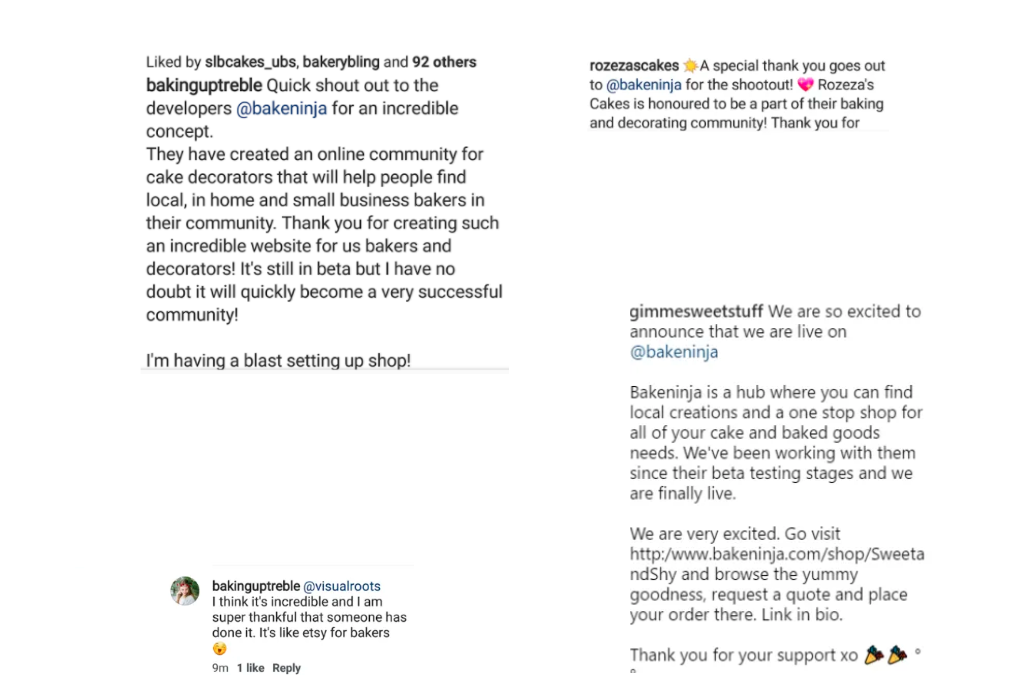 Liked by slbcakes_ubs, bakerybling and 92 others
bakinguptreble Quick shout out to the
developers @bakeninja for an incredible
concept.
They have created an online community for
cake decorators that will help people find
local, in home and small business bakers in
their community. Thank you for creating such
an incredible website for us bakers and
decorators! It's still in beta but I have no
doubt it will quickly become a very successful
community!
I'm having a blast setting up shop!
rozezascakes ☀️A special thank you goes out
to @bakeninja for the shootout! 💖 Rozeza's
Cakes is honoured to be a part of their baking
and decorating community! Thank you for
gimmesweetstuff We are so excited to
announce that we are live on
@bakeninja
Bakeninja is a hub where you can find
local creations and a one stop shop for
all of your cake and baked goods
needs. We've been working with them
since their beta testing stages and we
are finally live.
We are very excited. Go visit
http:/www.bakeninja.com/shop/Sweeta
ndShy and browse the yummy
goodness, request a quote and place
your order there. Link in bio.
Thank you for your support xo 🎉🎉 °
bakinguptreble @visualroots
I think it's incredible and I am
super thankful that someone has
done it. It's like etsy for bakers
😲
9m 1 like Reply